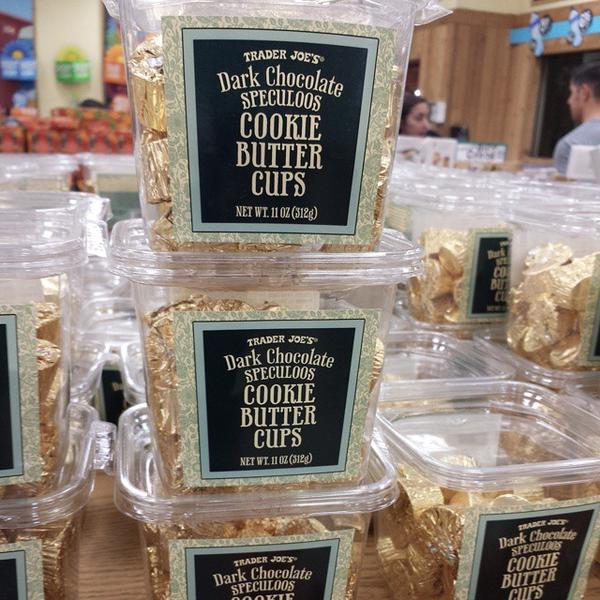 TRADER JOE'S®
Dark Chocolate
SPECULOOS
COOKIE
BUTTER
CUPS
NET WT. 11 OZ (312g)
TRADER JOE'S®
Dark Chocolate
SPECULOOS
COOKIE
BUTTER
CUPS
NET WT. 11 OZ (312g)
TRADER JOE'S®
Dark Chocolate
SPECULOOS
COOKIE
TRADER JOE'S®
Dark Chocolate
SPECULOOS
COOKIE
BUTTER
CUPS